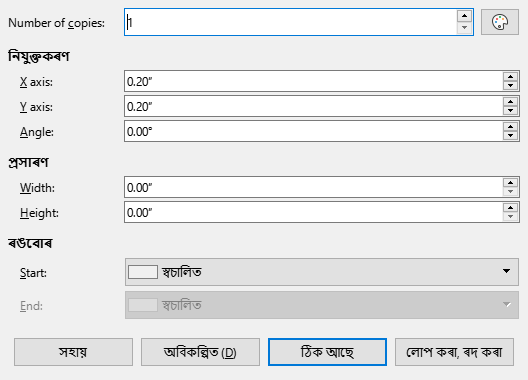 Number of copies: 1
নিযুক্তকৰণ
X axis: 0.20″
Y axis: 0.20″
Angle: 0.00°
প্ৰসাৰণ
Width: 0.00″
Height: 0.00″
ৰঙবোৰ
Start: স্বচালিত
End: স্বচালিত
সহায় অবিকল্পিত (D) ঠিক আছে লোপ কৰা, ৰদ কৰা